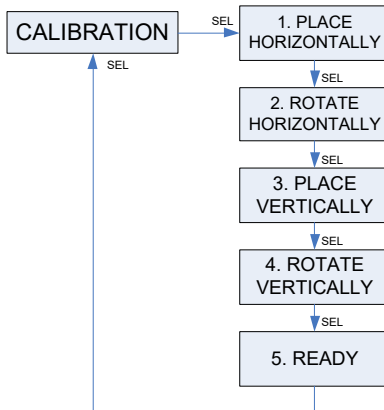 CALIBRATION
SEL
SEL
1. PLACE
HORIZONTALLY
SEL
2. ROTATE
HORIZONTALLY
SEL
3. PLACE
VERTICALLY
SEL
4. ROTATE
VERTICALLY
SEL
5. READY